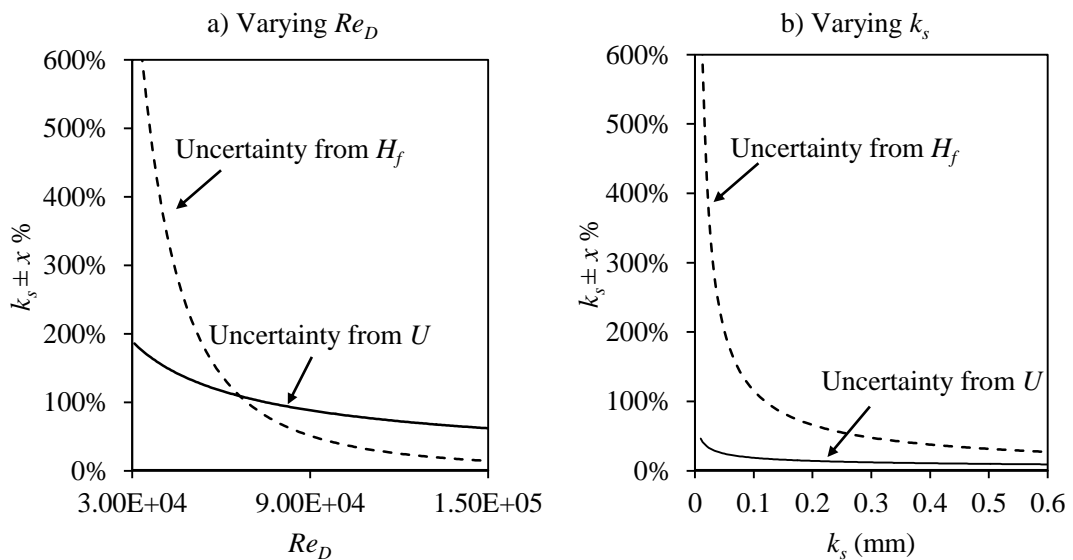 a) Varying Re_D
600%
500%
400%
300%
200%
100%
0%
k_s ± x %
Uncertainty from H_f
Uncertainty from U
3.00E+04 9.00E+04 1.50E+05
Re_D
b) Varying k_s
600%
500%
400%
300%
200%
100%
0%
k_s ± x %
Uncertainty from H_f
Uncertainty from U
0 0.1 0.2 0.3 0.4 0.5 0.6
k_s (mm)